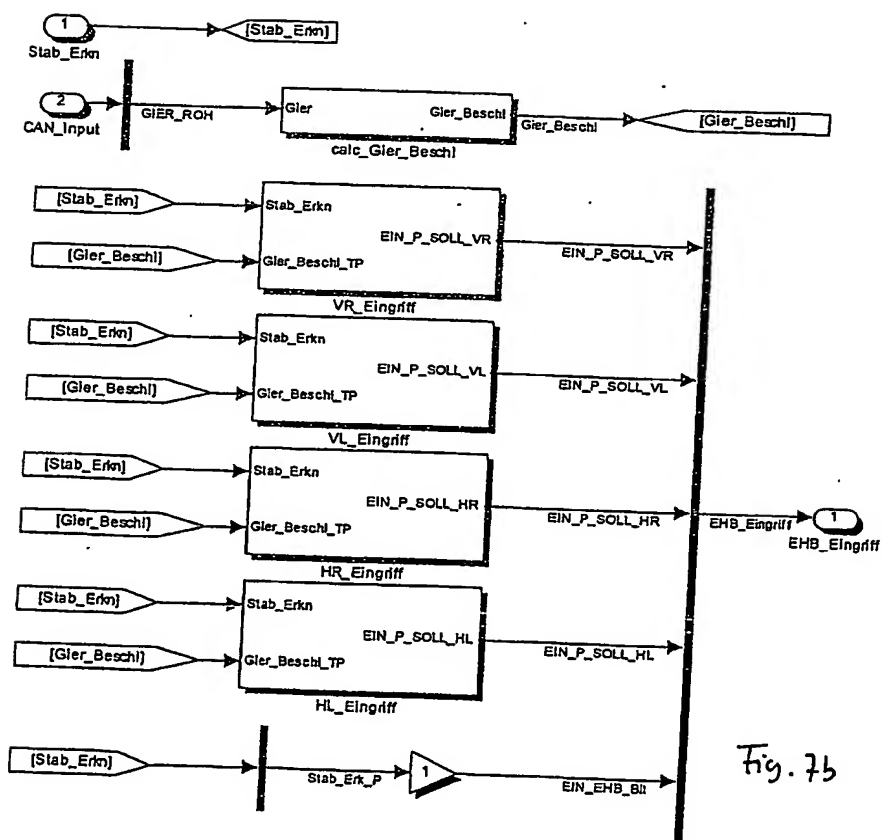 1
[Stab_Erkn]
Stab_Erkn
2
CAN_Input
GIER_ROH
Gier
Gier_Beschl
calc_Gier_Beschl
Gier_Beschl
[Gier_Beschl]
[Stab_Erkn]
Stab_Erkn
EIN_P_SOLL_VR
EIN_P_SOLL_VR
[Gier_Beschl]
Gier_Beschl_TP
VR_Eingriff
[Stab_Erkn]
Stab_Erkn
EIN_P_SOLL_VL
EIN_P_SOLL_VL
[Gier_Beschl]
Gier_Beschl_TP
VL_Eingriff
[Stab_Erkn]
Stab_Erkn
EIN_P_SOLL_HR
EIN_P_SOLL_HR
[Gier_Beschl]
Gier_Beschl_TP
HR_Eingriff
EHB_Eingriff
1
EHB_Eingriff
[Stab_Erkn]
Stab_Erkn
EIN_P_SOLL_HL
EIN_P_SOLL_HL
[Gier_Beschl]
Gier_Beschl_TP
HL_Eingriff
[Stab_Erkn]
Stab_Erk_P
1
EIN_EHB_Bit
Fig. 7b